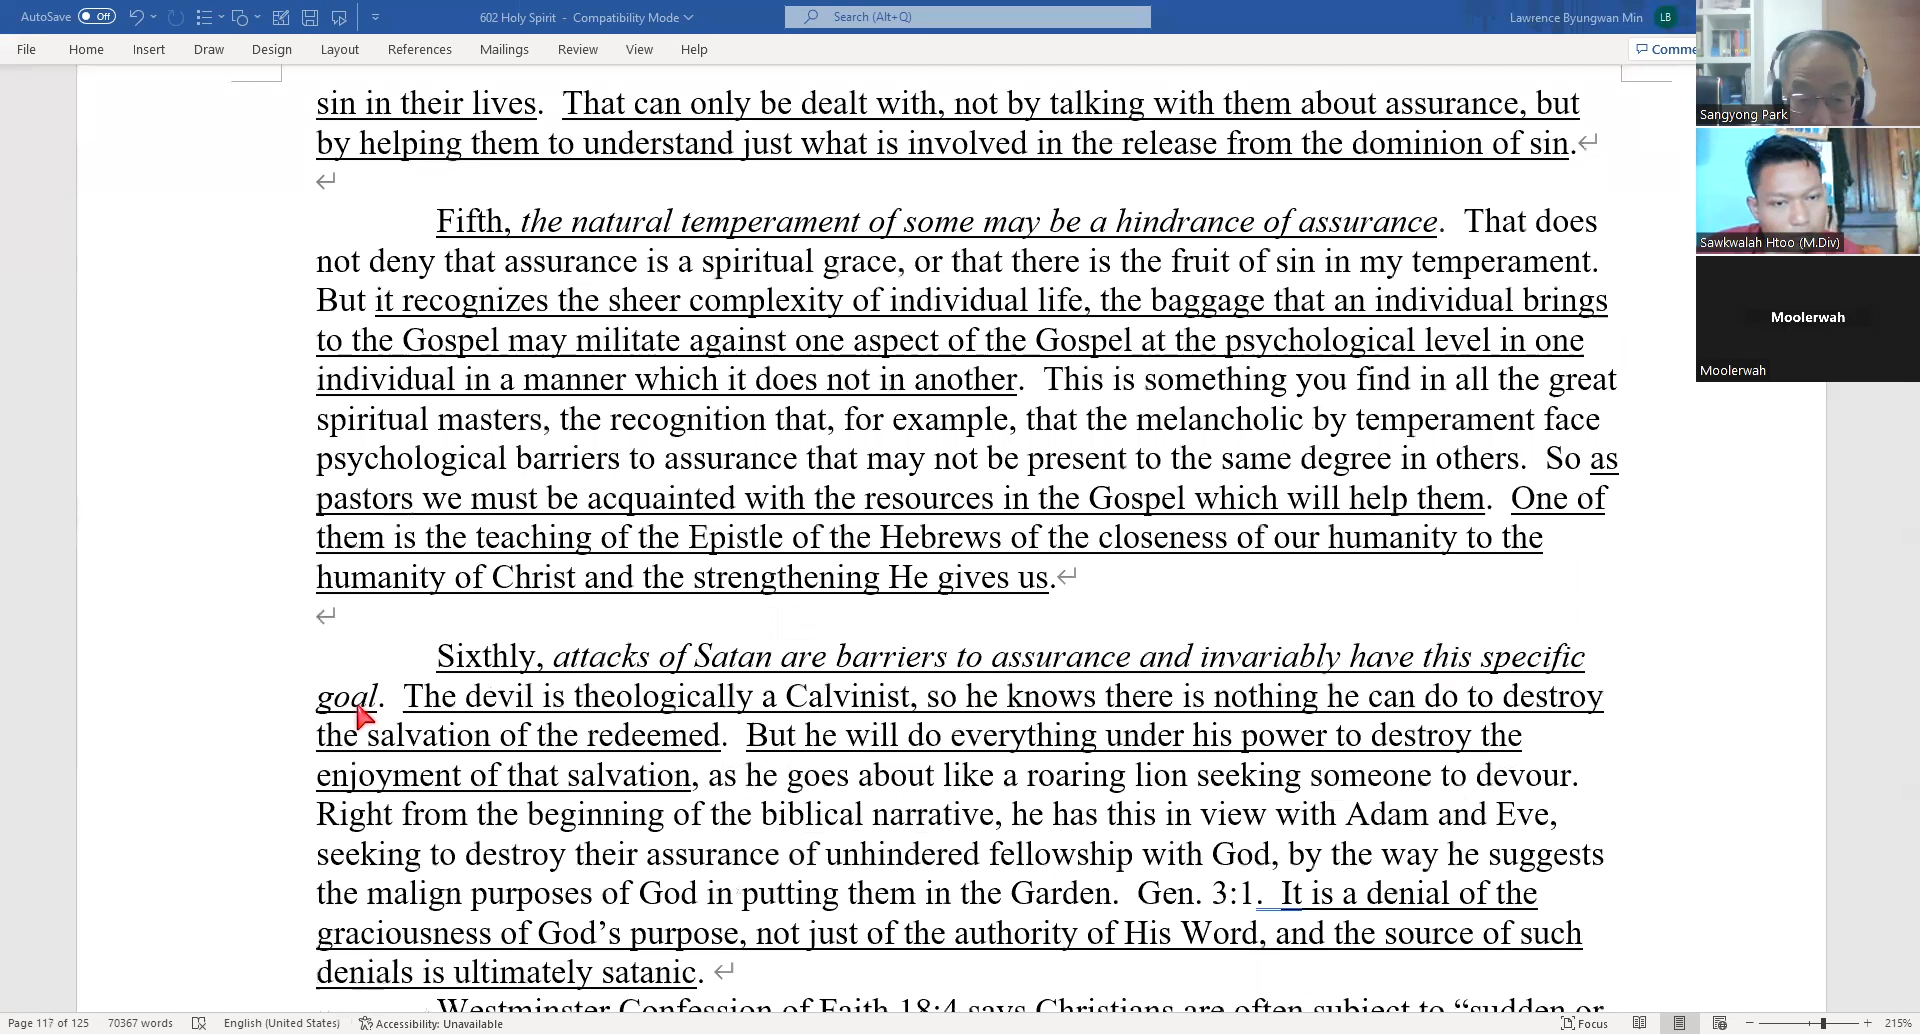 AutoSave Off 602 Holy Spirit - Compatibility Mode Search (Alt+Q) Lawrence Byungwan Min LB
File Home Insert Draw Design Layout References Mailings Review View Help Comme
sin in their lives. That can only be dealt with, not by talking with them about assurance, but
by helping them to understand just what is involved in the release from the dominion of sin.
Fifth, the natural temperament of some may be a hindrance of assurance. That does
not deny that assurance is a spiritual grace, or that there is the fruit of sin in my temperament.
But it recognizes the sheer complexity of individual life, the baggage that an individual brings
to the Gospel may militate against one aspect of the Gospel at the psychological level in one
individual in a manner which it does not in another. This is something you find in all the great
spiritual masters, the recognition that, for example, that the melancholic by temperament face
psychological barriers to assurance that may not be present to the same degree in others. So as
pastors we must be acquainted with the resources in the Gospel which will help them. One of
them is the teaching of the Epistle of the Hebrews of the closeness of our humanity to the
humanity of Christ and the strengthening He gives us.
Sixthly, attacks of Satan are barriers to assurance and invariably have this specific
goal. The devil is theologically a Calvinist, so he knows there is nothing he can do to destroy
the salvation of the redeemed. But he will do everything under his power to destroy the
enjoyment of that salvation, as he goes about like a roaring lion seeking someone to devour.
Right from the beginning of the biblical narrative, he has this in view with Adam and Eve,
seeking to destroy their assurance of unhindered fellowship with God, by the way he suggests
the malign purposes of God in putting them in the Garden. Gen. 3:1. It is a denial of the
graciousness of God’s purpose, not just of the authority of His Word, and the source of such
denials is ultimately satanic.
Westminster Confession of Faith 18:4 says Christians are often subject to “sudden or
Page 117 of 125 70367 words English (United States) Accessibility: Unavailable Focus 215%
Sangyong Park
Sawkwalah Htoo (M.Div)
Moolerwah
Moolerwah